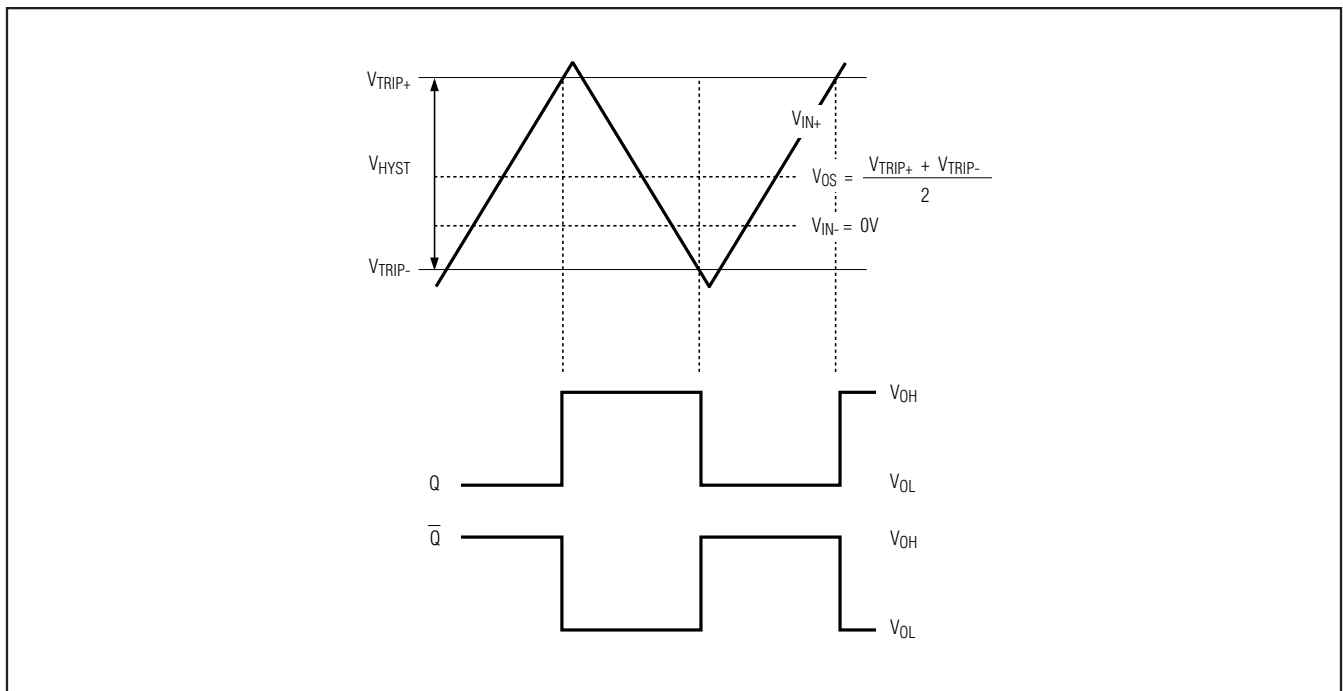 VTRIP+
VIN+
VHYST
VOS = VTRIP+ + VTRIP- / 2
VIN- = 0V
VTRIP-
VOH
Q
VOL
Q̅
VOH
VOL